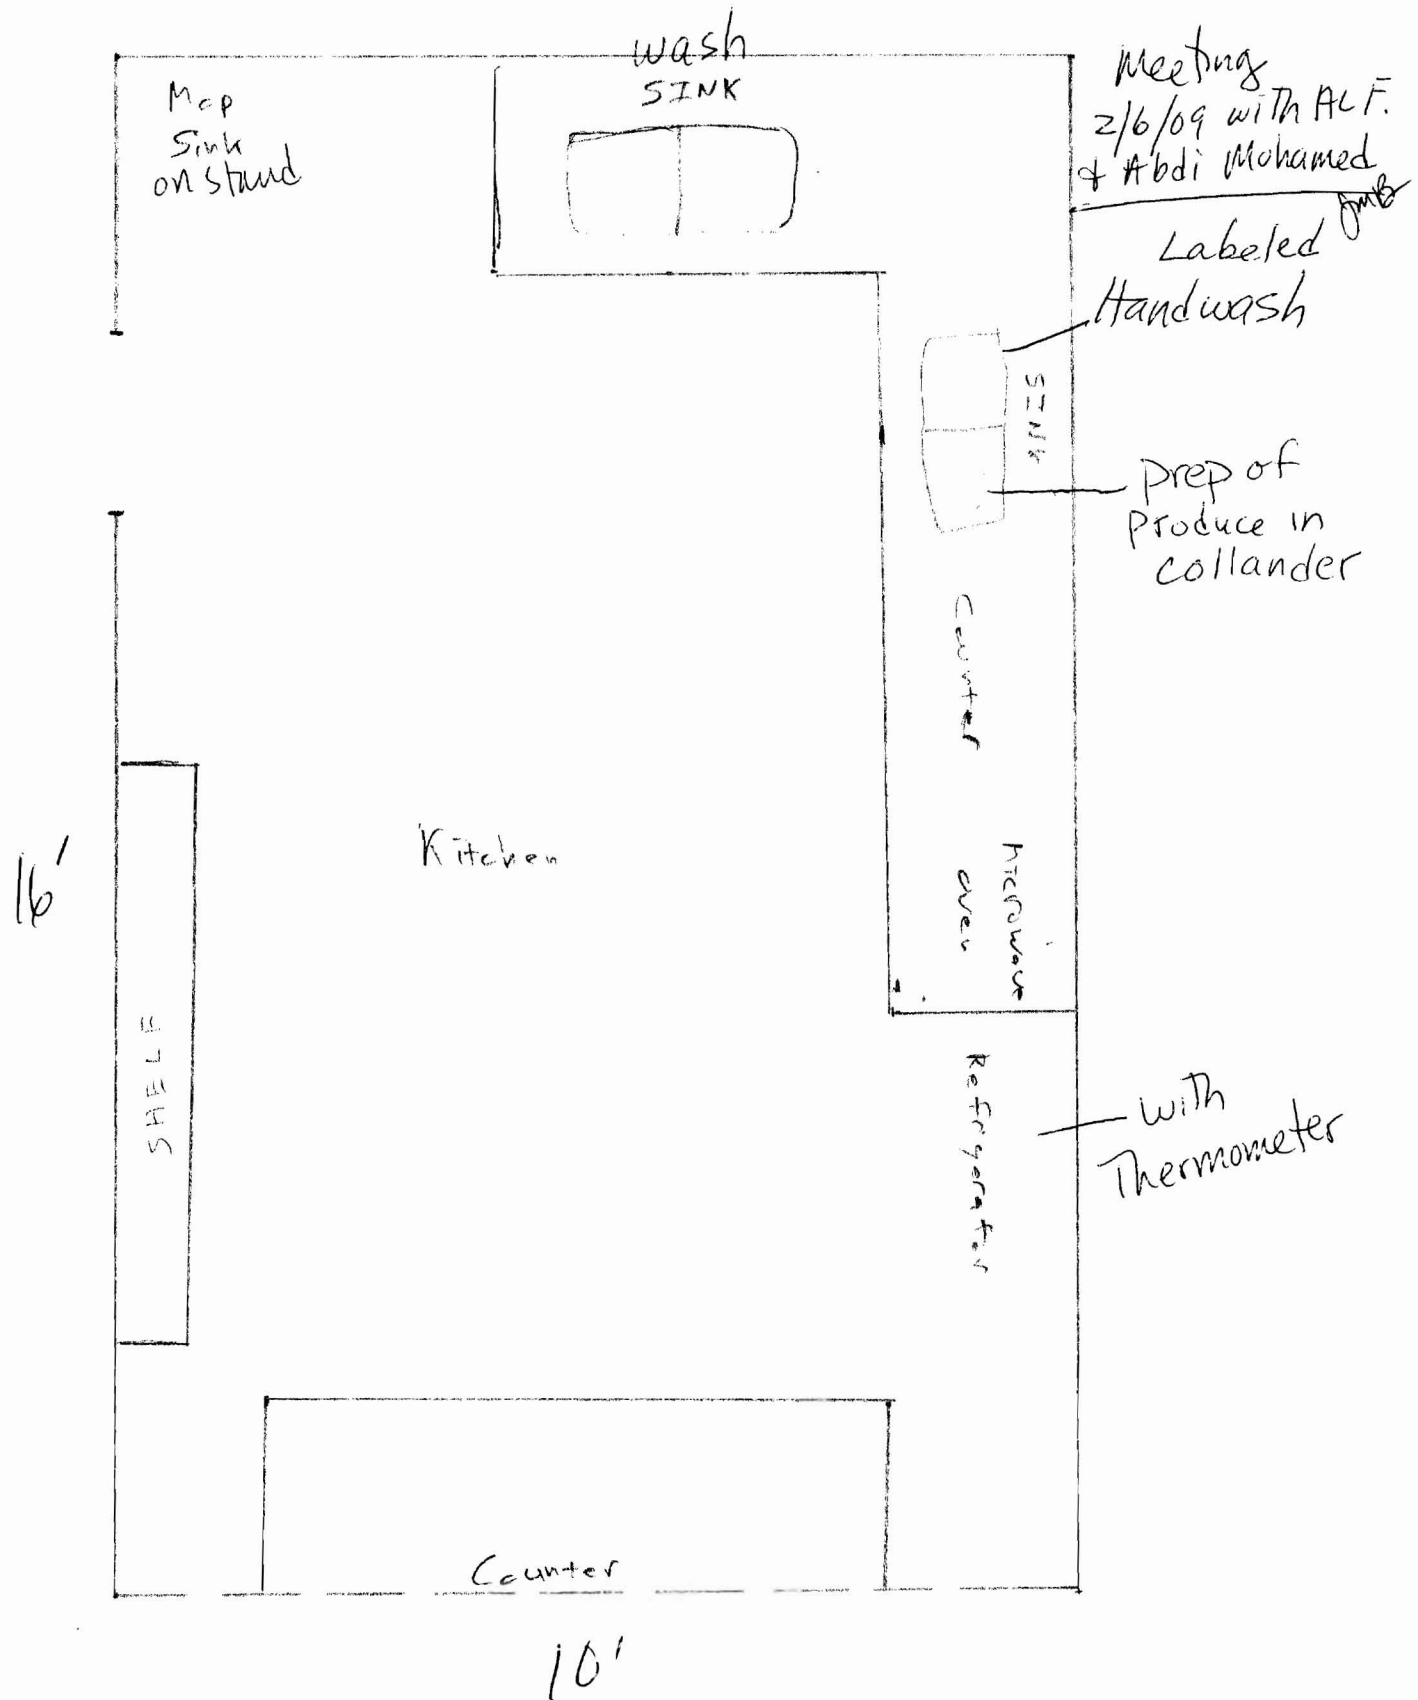 wash
SINK
Mop
Sink
on stand
Meeting
2/6/09 with ALF.
& Abdi Mohamed
JMB
Labeled
Handwash
SINK
prep of
Produce in
Collander
Counter
Microwave
oven
Kitchen
16'
SHELF
Refrigerator
with
Thermometer
Counter
10'